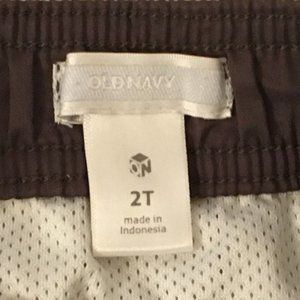 OLD NAVY
ON
2T
made in
Indonesia